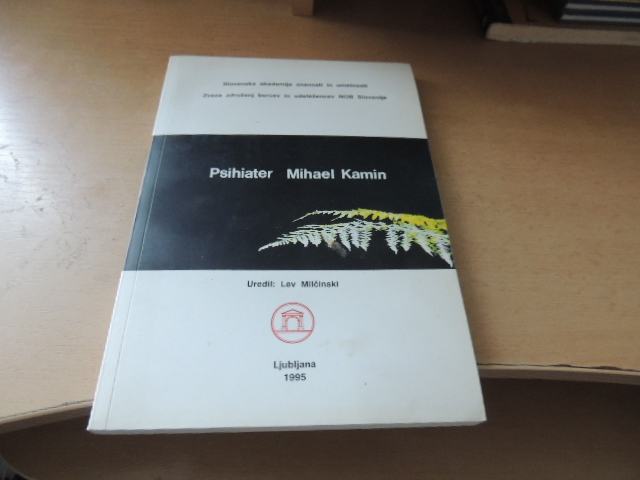 Slovenska akademija znanosti in umetnosti
Zveza združenj borcev in udeležencev NOB Slovenije
Psihiater Mihael Kamin
Uredil: Lev Milčinski
Ljubljana
1995